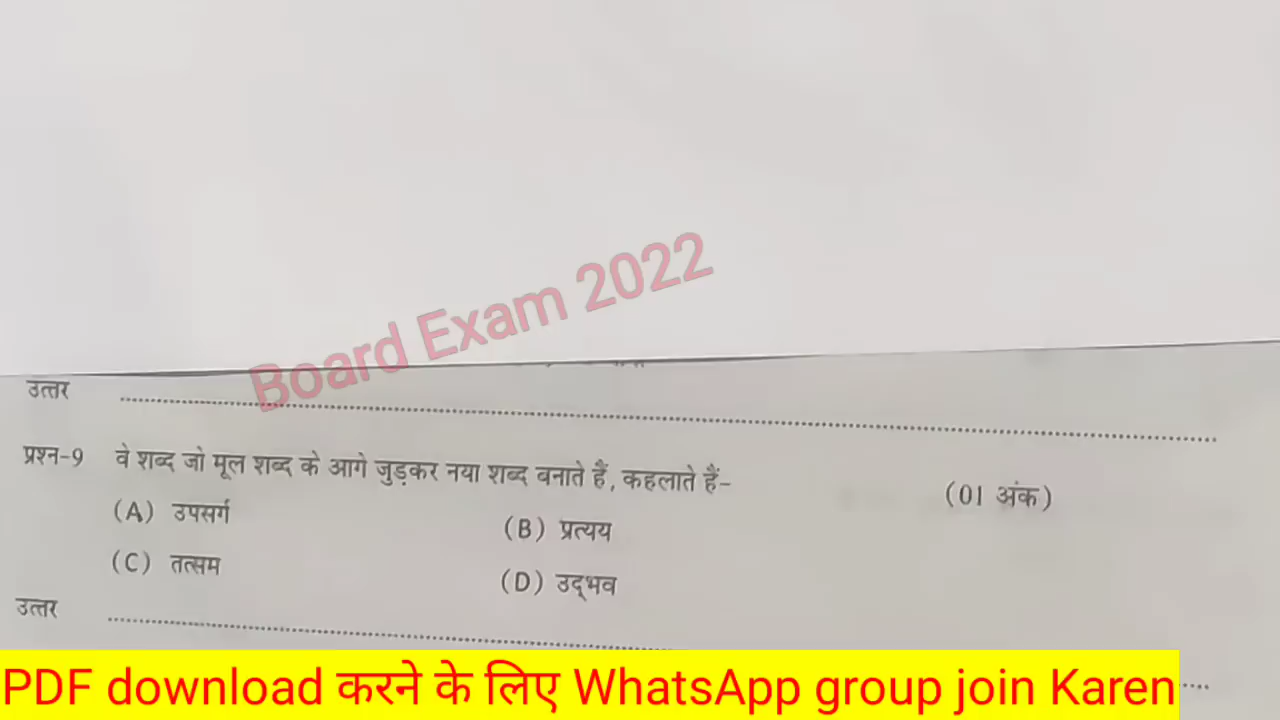 Board Exam 2022
उत्तर
प्रश्न-9 वे शब्द जो मूल शब्द के आगे जुड़कर नया शब्द बनाते हैं, कहलाते हैं- (01 अंक)
(A) उपसर्ग (B) प्रत्यय
(C) तत्सम (D) उद्भव
उत्तर
PDF download करने के लिए WhatsApp group join Karen